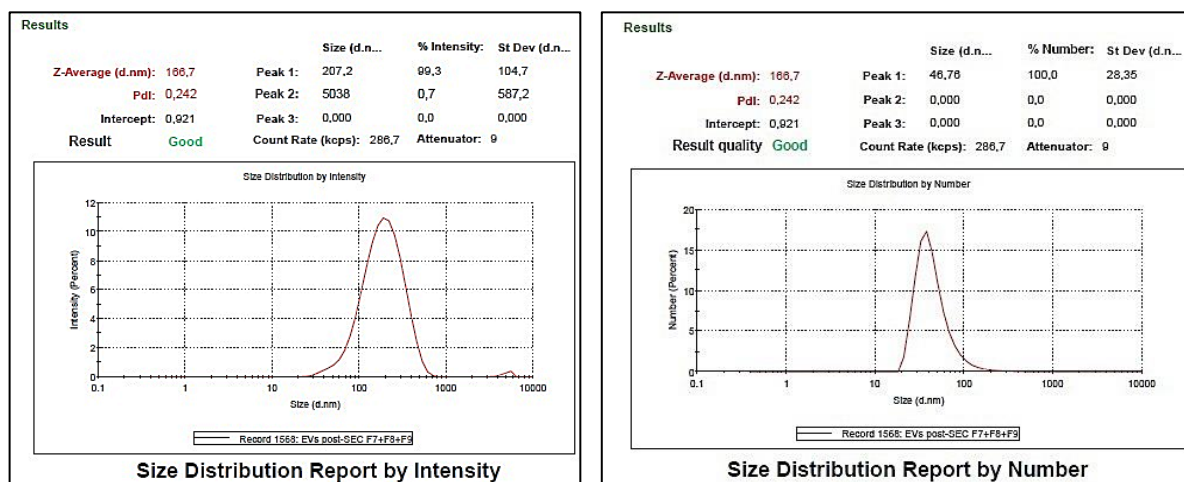 Results
Size (d.n... % Intensity: St Dev (d.n...
Z-Average (d.nm): 166,7 Peak 1: 207,2 99,3 104,7
PdI: 0,242 Peak 2: 5038 0,7 587,2
Intercept: 0,921 Peak 3: 0,000 0,0 0,000
Result Good Count Rate (kcps): 286,7 Attenuator: 9
Size Distribution by Intensity
Intensity (Percent)
12
10
8
6
4
2
0
0.1 1 10 100 1000 10000
Size (d.nm)
Record 1568: EVs post-SEC F7+F8+F9
Size Distribution Report by Intensity
Results
Size (d.n... % Number: St Dev (d.n...
Z-Average (d.nm): 166,7 Peak 1: 46,76 100,0 28,35
PdI: 0,242 Peak 2: 0,000 0,0 0,000
Intercept: 0,921 Peak 3: 0,000 0,0 0,000
Result quality Good Count Rate (kcps): 286,7 Attenuator: 9
Size Distribution by Number
Number (Percent)
20
15
10
5
0
0.1 1 10 100 1000 10000
Size (d.nm)
Record 1568: EVs post-SEC F7+F8+F9
Size Distribution Report by Number